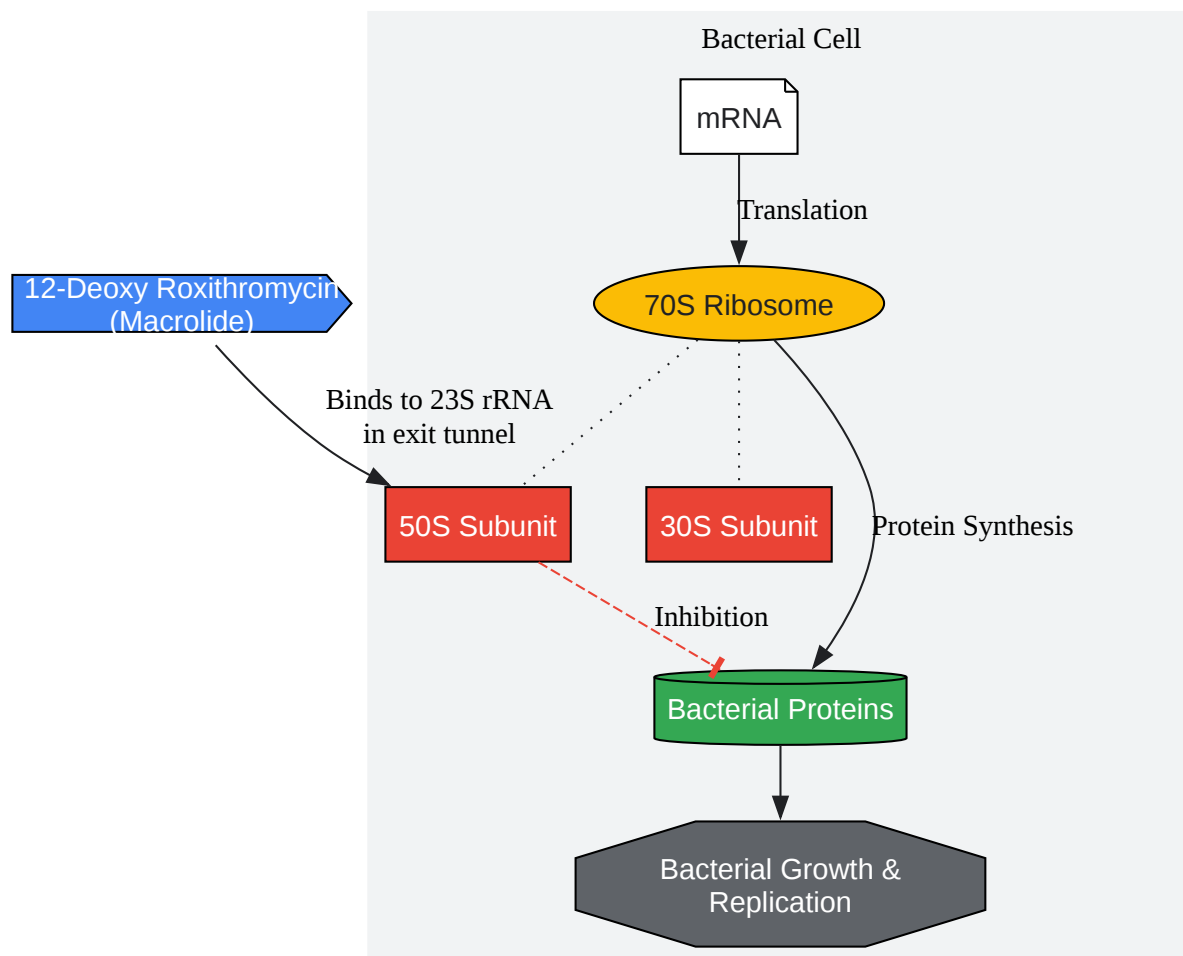 Bacterial Cell
mRNA
Translation
12-Deoxy Roxithromycin
(Macrolide)
70S Ribosome
Binds to 23S rRNA
in exit tunnel
50S Subunit
30S Subunit
Protein Synthesis
Inhibition
Bacterial Proteins
Bacterial Growth &
Replication